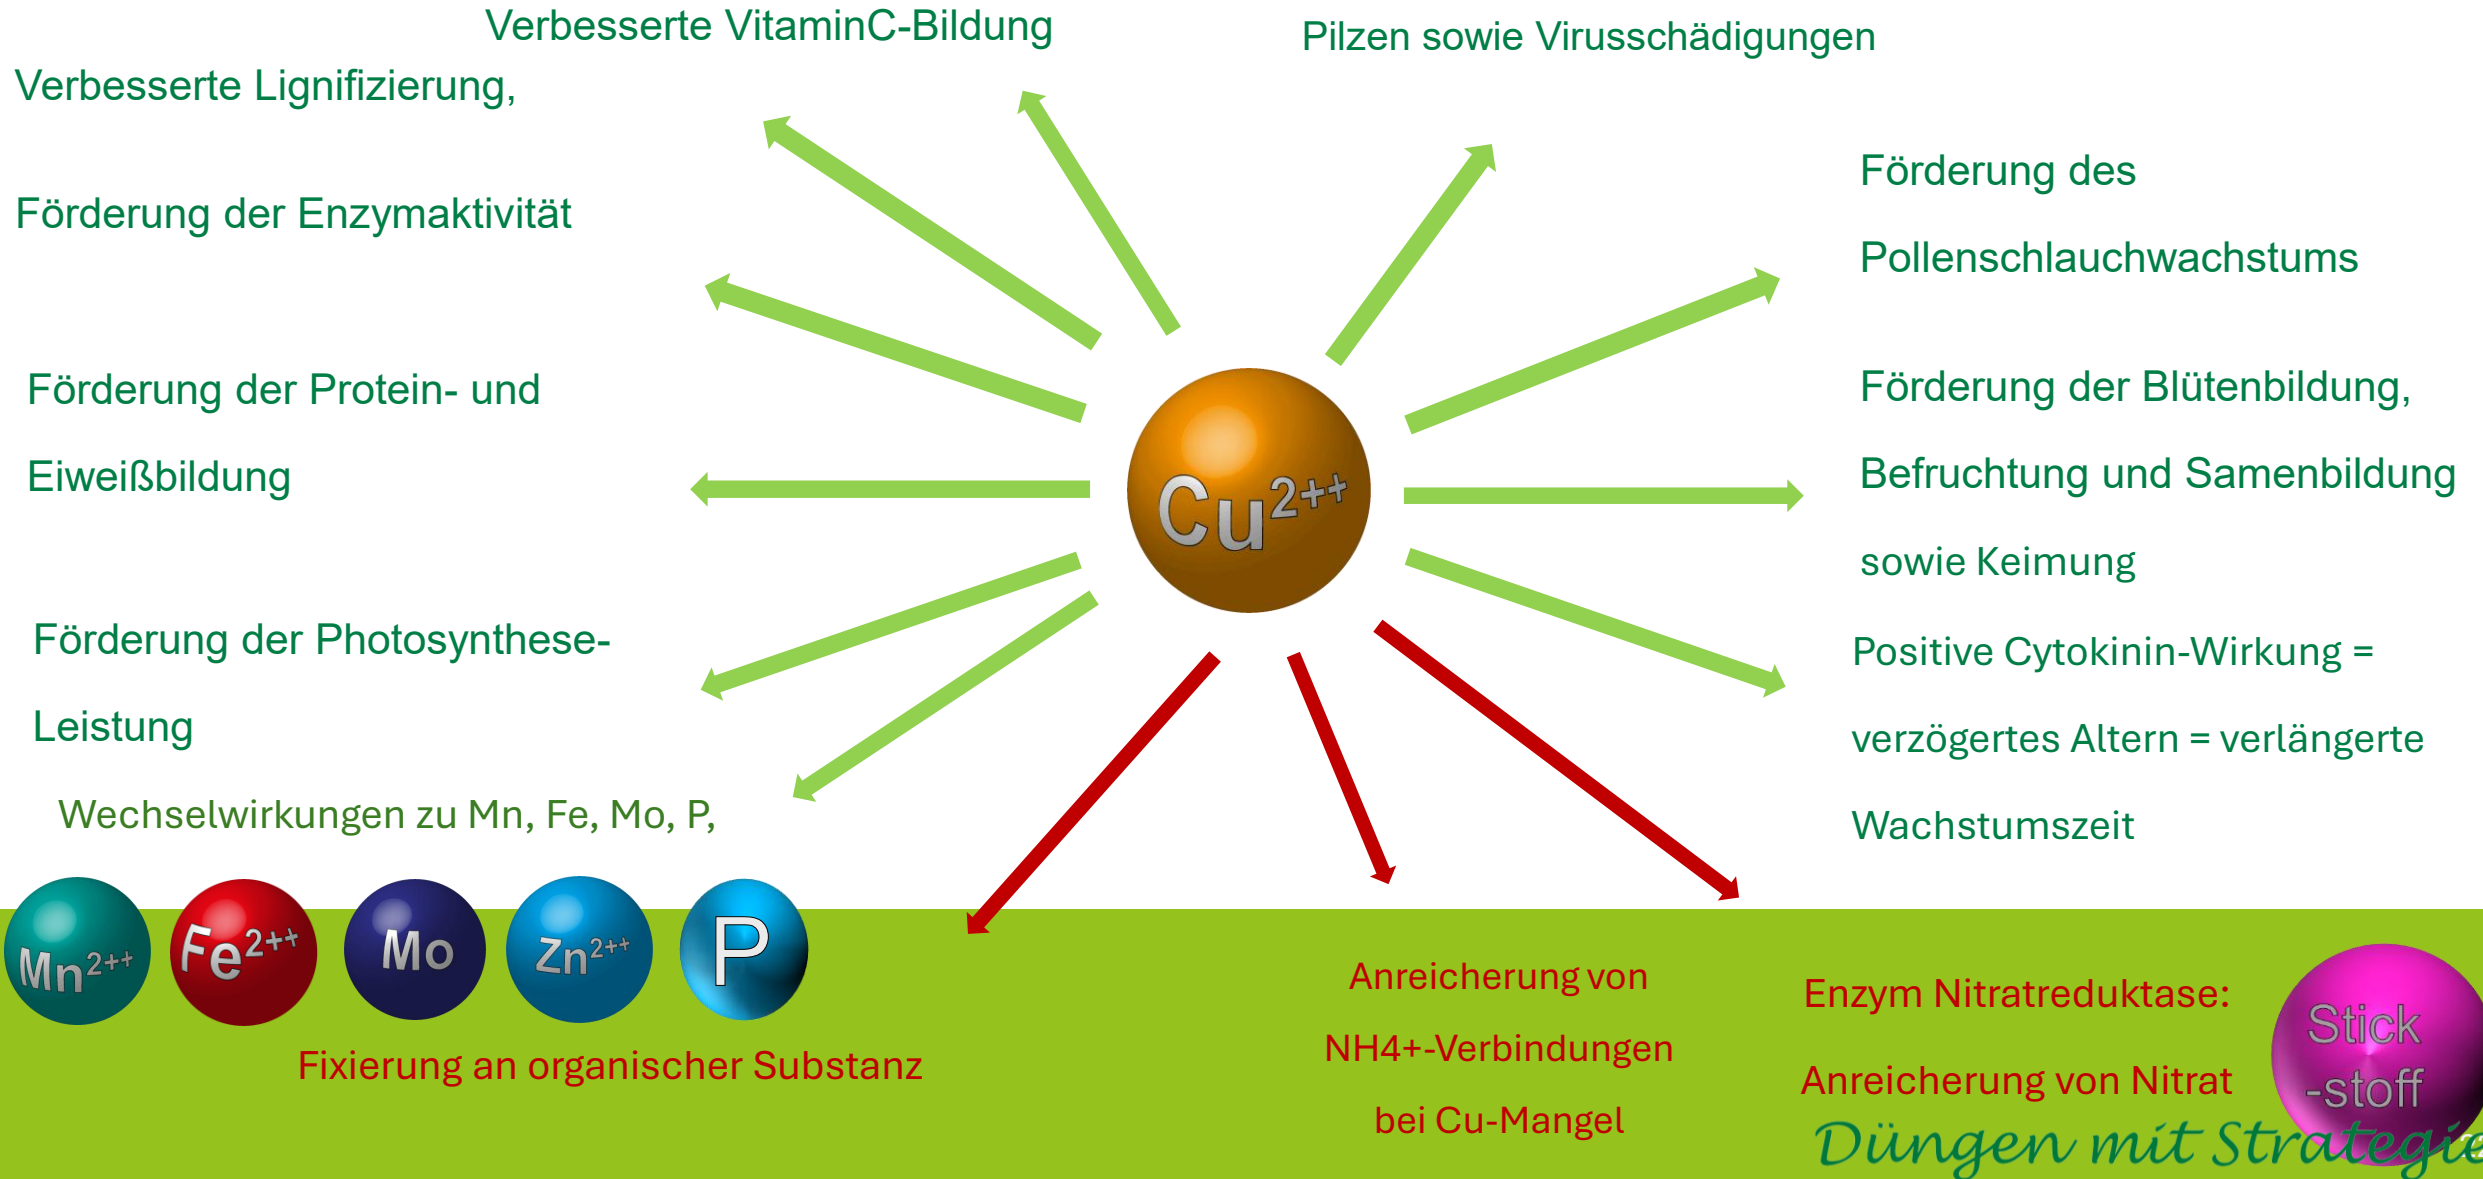 Verbesserte VitaminC-Bildung
Pilzen sowie Virusschädigungen
Verbesserte Lignifizierung,
Förderung der Enzymaktivität
Förderung der Protein- und
Eiweißbildung
Förderung der Photosynthese-
Leistung
Wechselwirkungen zu Mn, Fe, Mo, P,
Cu2++
Förderung des
Pollenschlauchwachstums
Förderung der Blütenbildung,
Befruchtung und Samenbildung
sowie Keimung
Positive Cytokinin-Wirkung =
verzögertes Altern = verlängerte
Wachstumszeit
Mn2++
Fe2++
Mo
Zn2++
P
Fixierung an organischer Substanz
Anreicherung von
NH4+-Verbindungen
bei Cu-Mangel
Enzym Nitratreduktase:
Anreicherung von Nitrat
Stick
-stoff
Düngen mit Strategie